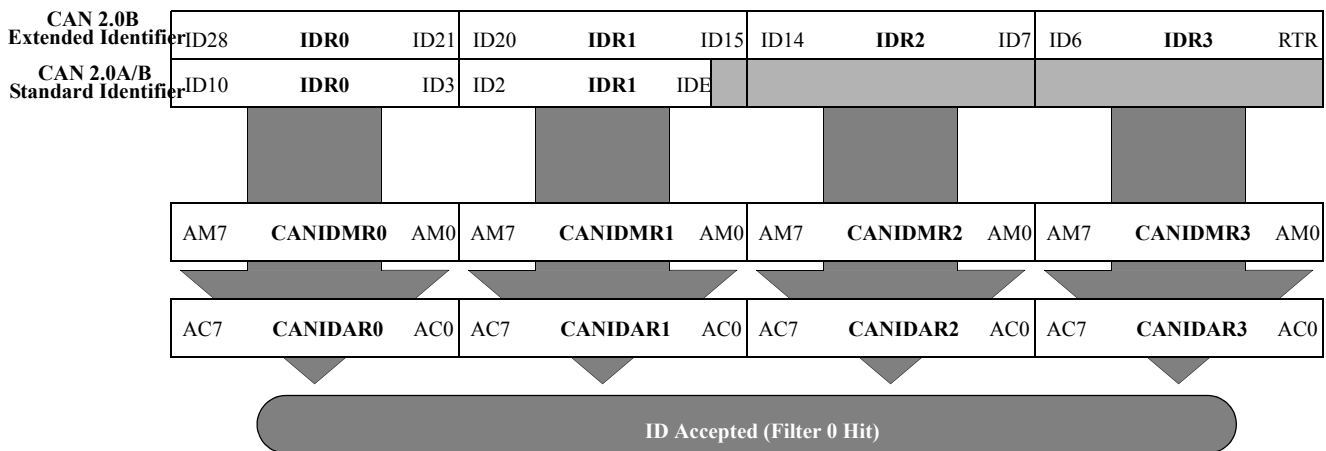 CAN 2.0B
Extended Identifier ID28 IDR0 ID21 ID20 IDR1 ID15 ID14 IDR2 ID7 ID6 IDR3 RTR
CAN 2.0A/B
Standard Identifier ID10 IDR0 ID3 ID2 IDR1 IDE
AM7 CANIDMR0 AM0 AM7 CANIDMR1 AM0 AM7 CANIDMR2 AM0 AM7 CANIDMR3 AM0
AC7 CANIDAR0 AC0 AC7 CANIDAR1 AC0 AC7 CANIDAR2 AC0 AC7 CANIDAR3 AC0
ID Accepted (Filter 0 Hit)